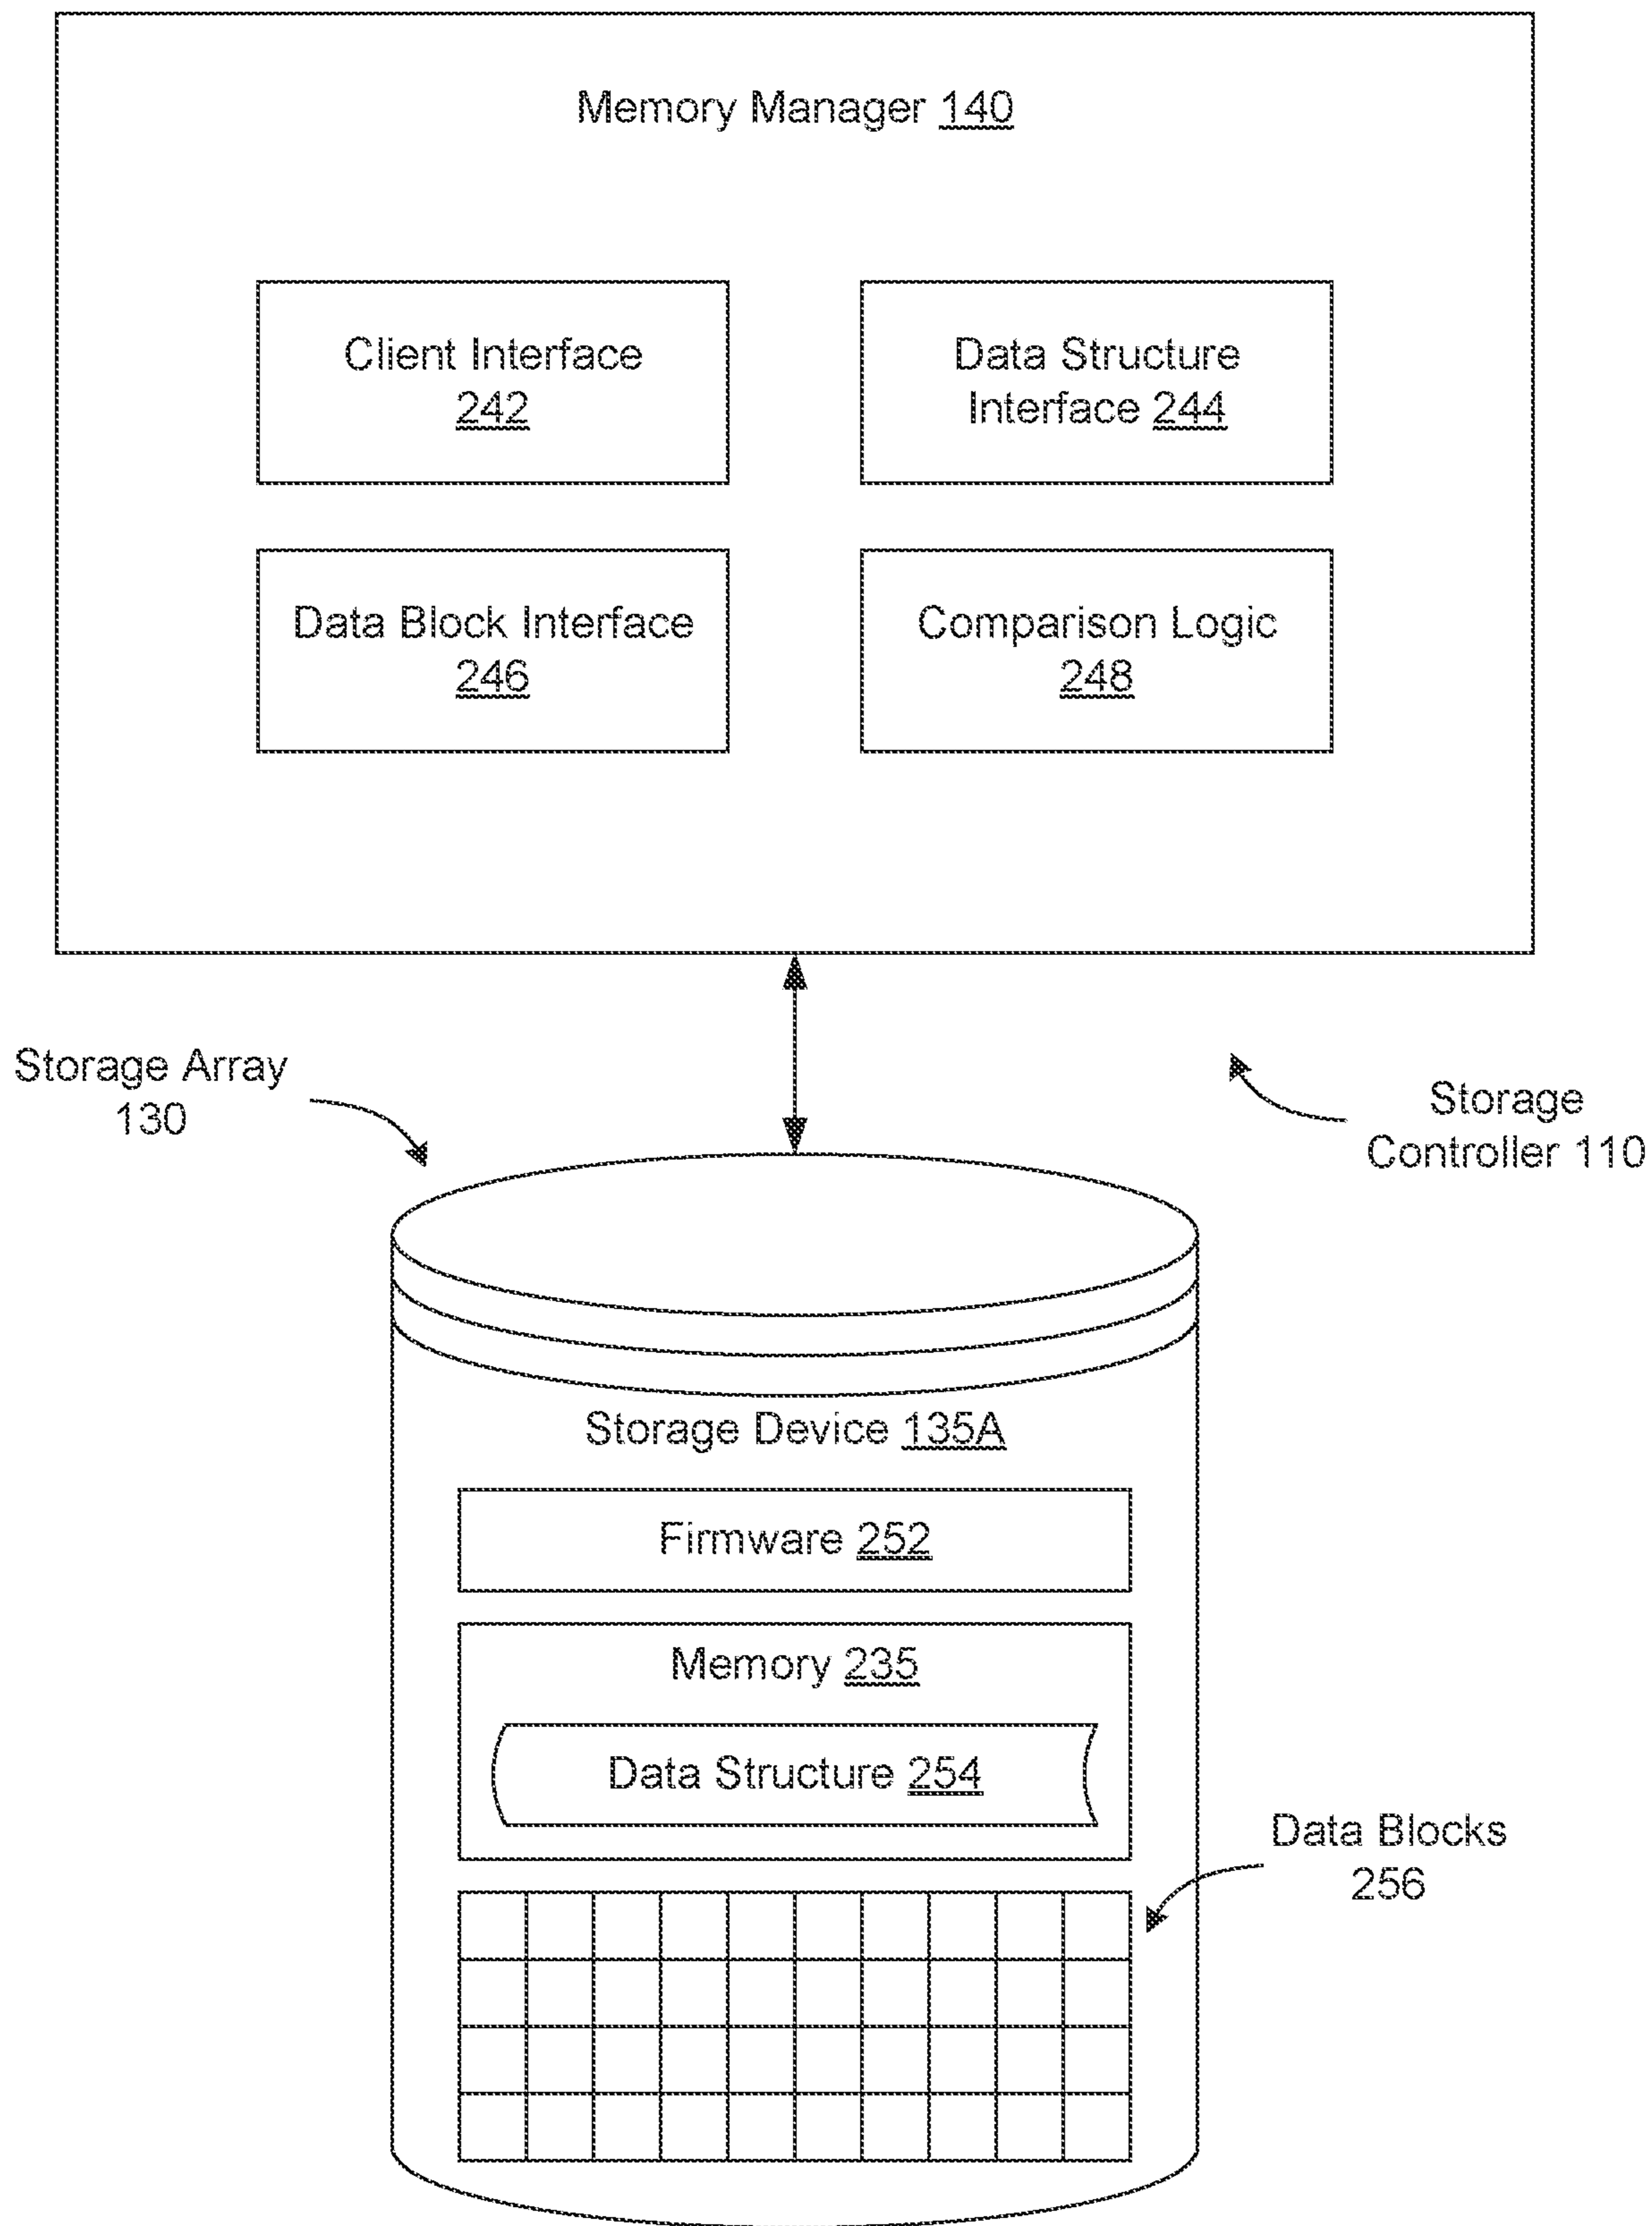 Memory Manager 140
Client Interface
242
Data Structure
Interface 244
Data Block Interface
246
Comparison Logic
248
Storage Array
130
Storage
Controller 110
Storage Device 135A
Firmware 252
Memory 235
Data Structure 254
Data Blocks
256